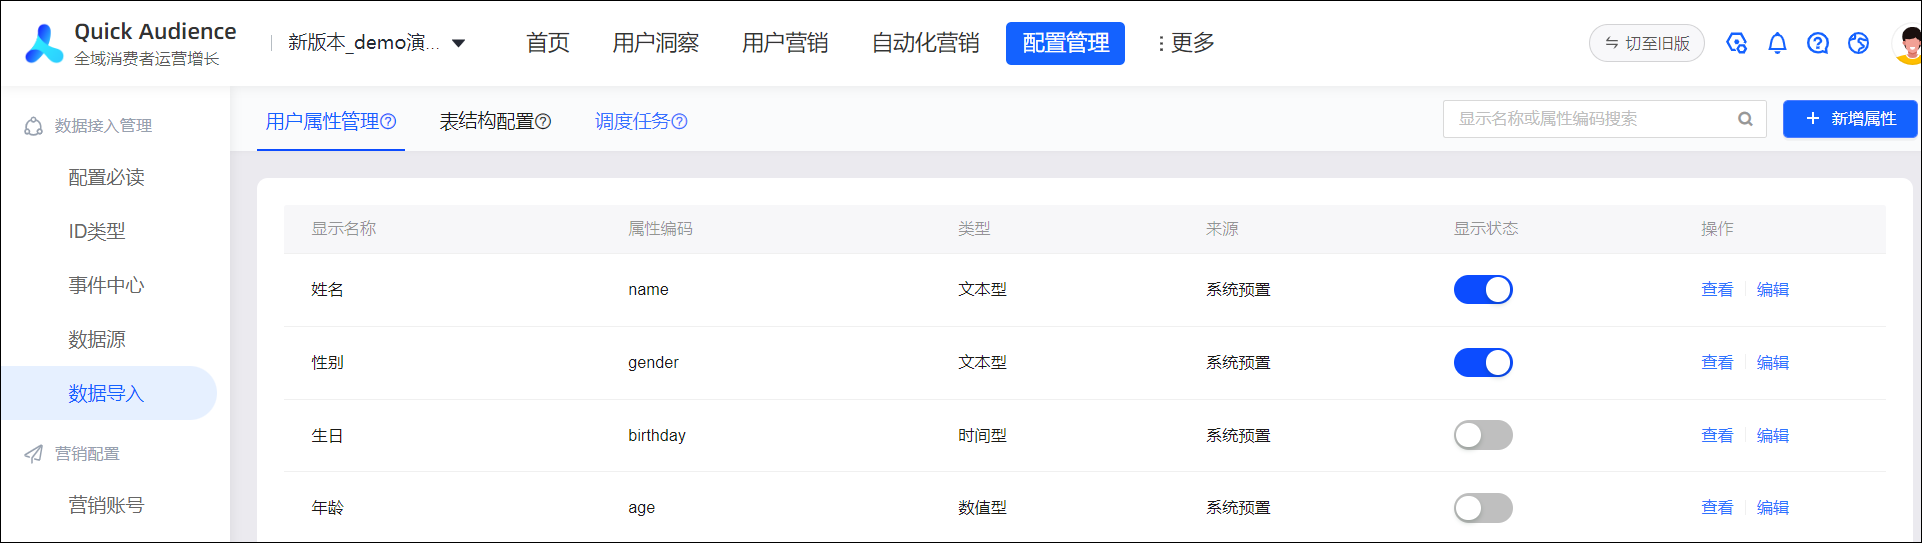 Quick Audience
全域消费者运营增长
新版本_demo演...
首页 用户洞察 用户营销 自动化营销 配置管理 更多
切至旧版
数据接入管理
配置必读
ID类型
事件中心
数据源
数据导入
营销配置
营销账号
用户属性管理 表结构配置 调度任务
显示名称或属性编码搜索
+ 新增属性
显示名称 属性编码 类型 来源 显示状态 操作
姓名 name 文本型 系统预置 查看 编辑
性别 gender 文本型 系统预置 查看 编辑
生日 birthday 时间型 系统预置 查看 编辑
年龄 age 数值型 系统预置 查看 编辑